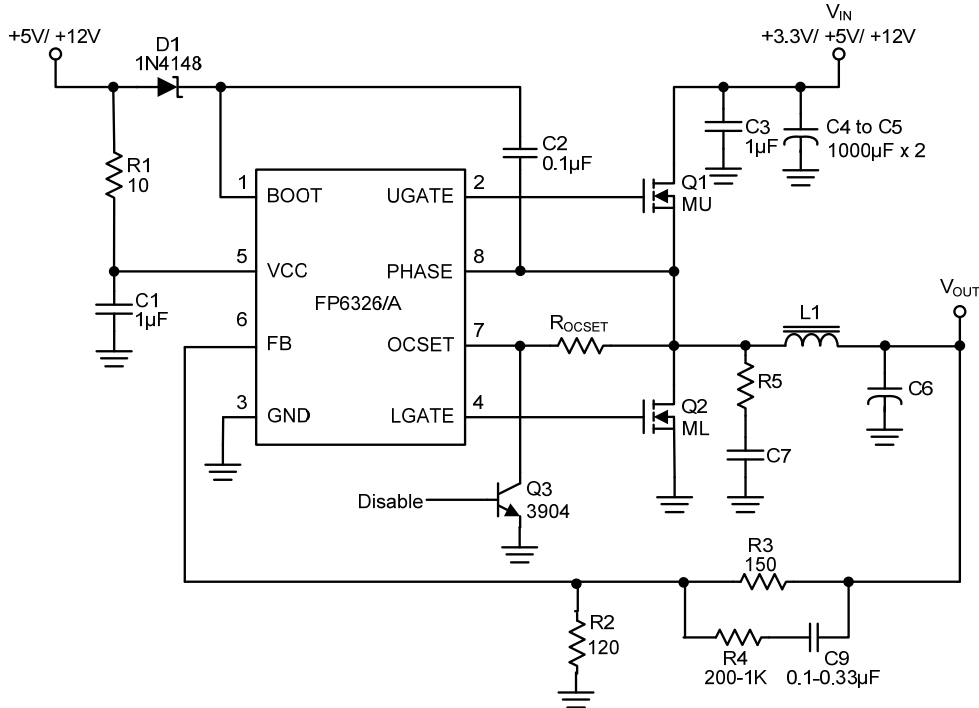 +5V/ +12V
D1
1N4148
VIN
+3.3V/ +5V/ +12V
R1
10
C2
0.1µF
C3
1µF
C4 to C5
1000µF x 2
1
BOOT
UGATE
2
Q1
MU
5
VCC
PHASE
8
FP6326/A
C1
1µF
6
FB
OCSET
7
ROCSET
L1
VOUT
R5
C6
3
GND
LGATE
4
Q2
ML
C7
Disable
Q3
3904
R3
150
R2
120
R4
200-1K
C9
0.1-0.33µF